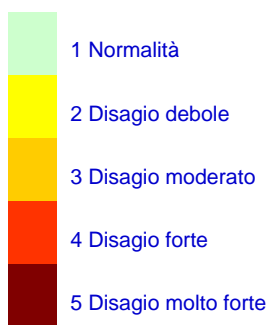 1 Normalità
2 Disagio debole
3 Disagio moderato
4 Disagio forte
5 Disagio molto forte